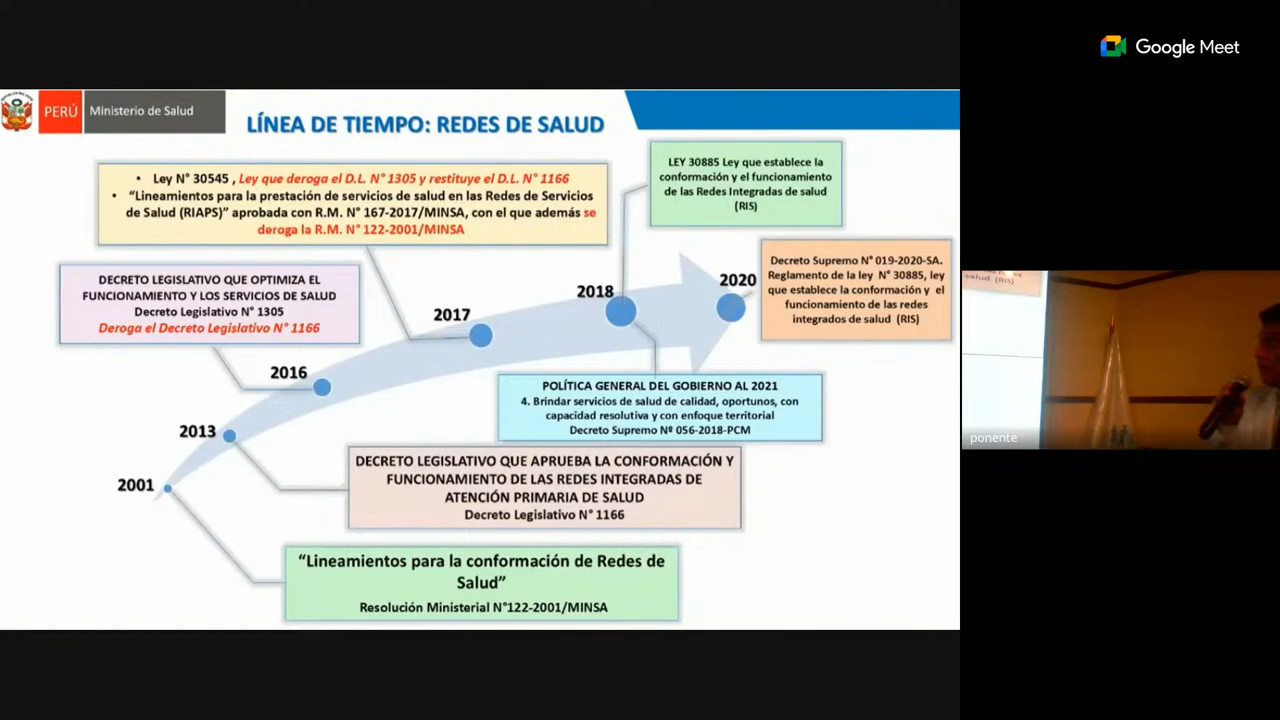 Google Meet
PERÚ
Ministerio de Salud
LÍNEA DE TIEMPO: REDES DE SALUD
• Ley N° 30545 , Ley que deroga el D.L. N° 1305 y restituye el D.L. N° 1166
• “Lineamientos para la prestación de servicios de salud en las Redes de Servicios
de Salud (RIAPS)” aprobada con R.M. N° 167-2017/MINSA, con el que además se
deroga la R.M. N° 122-2001/MINSA
LEY 30885 Ley que establece la
conformación y el funcionamiento
de las Redes Integradas de salud
(RIS)
DECRETO LEGISLATIVO QUE OPTIMIZA EL
FUNCIONAMIENTO Y LOS SERVICIOS DE SALUD
Decreto Legislativo N° 1305
Deroga el Decreto Legislativo N° 1166
Decreto Supremo N° 019-2020-SA.
Reglamento de la ley N° 30885, ley
que establece la conformación y el
funcionamiento de las redes
integrados de salud (RIS)
2020
2018
2017
2016
2013
2001
POLÍTICA GENERAL DEL GOBIERNO AL 2021
4. Brindar servicios de salud de calidad, oportunos, con
capacidad resolutiva y con enfoque territorial
Decreto Supremo Nº 056-2018-PCM
DECRETO LEGISLATIVO QUE APRUEBA LA CONFORMACIÓN Y
FUNCIONAMIENTO DE LAS REDES INTEGRADAS DE
ATENCIÓN PRIMARIA DE SALUD
Decreto Legislativo N° 1166
“Lineamientos para la conformación de Redes de
Salud”
Resolución Ministerial N°122-2001/MINSA
salud (RIS)
ponente